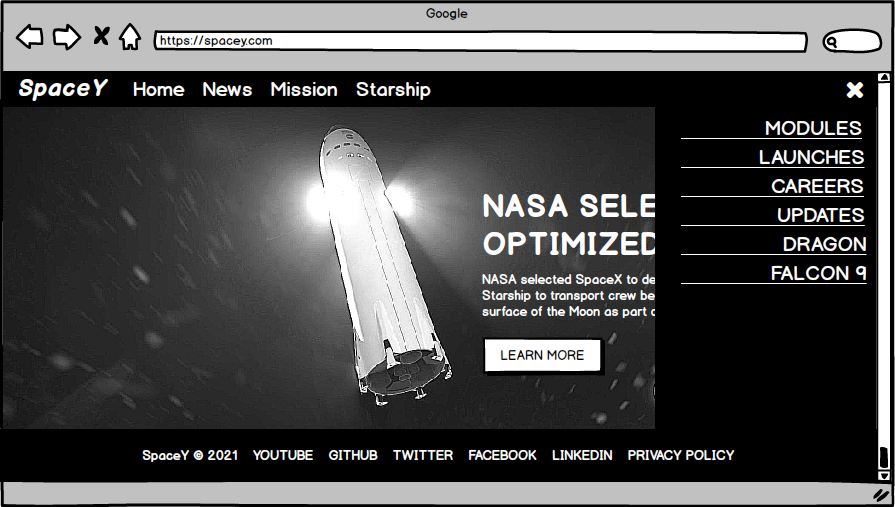 Google
https://spacey.com
SpaceY Home News Mission Starship
MODULES
LAUNCHES
CAREERS
UPDATES
DRAGON
FALCON 9
NASA SELE
OPTIMIZED
NASA selected SpaceX to de
Starship to transport crew be
surface of the Moon as part o
LEARN MORE
SpaceY © 2021 YOUTUBE GITHUB TWITTER FACEBOOK LINKEDIN PRIVACY POLICY